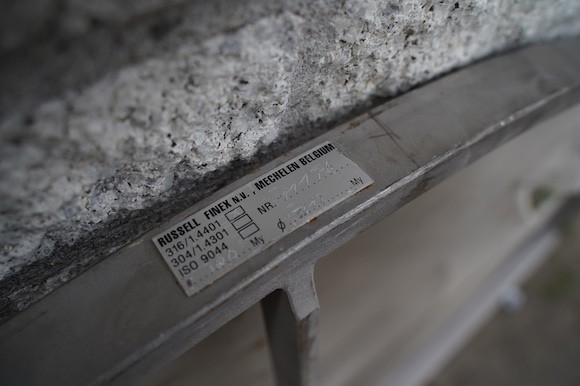 RUSSELL FINEX N.V., MECHELEN BELGIUM
316/1.4401 NR.
304/1.4301 ø My
ISO 9044 My